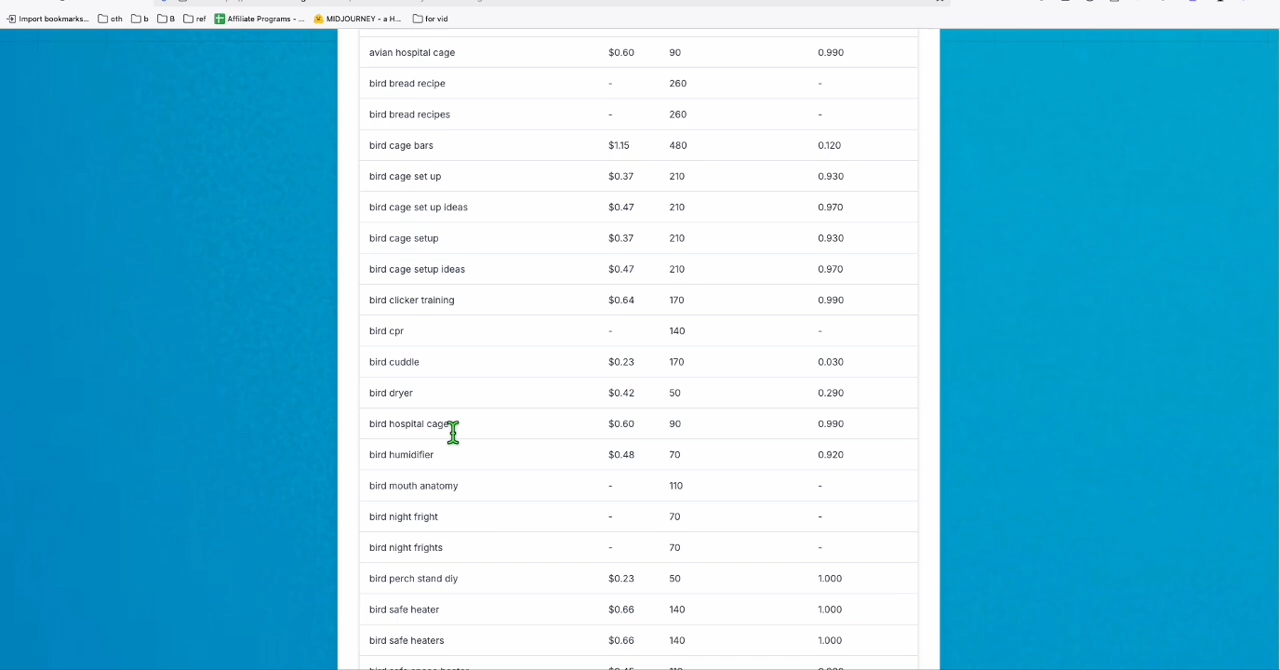 Import bookmarks... oth b B ref Affiliate Programs - ... MIDJOURNEY - a H... for vid
avian hospital cage $0.60 90 0.990
bird bread recipe - 260 -
bird bread recipes - 260 -
bird cage bars $1.15 480 0.120
bird cage set up $0.37 210 0.930
bird cage set up ideas $0.47 210 0.970
bird cage setup $0.37 210 0.930
bird cage setup ideas $0.47 210 0.970
bird clicker training $0.64 170 0.990
bird cpr - 140 -
bird cuddle $0.23 170 0.030
bird dryer $0.42 50 0.290
bird hospital cage $0.60 90 0.990
bird humidifier $0.48 70 0.920
bird mouth anatomy - 110 -
bird night fright - 70 -
bird night frights - 70 -
bird perch stand diy $0.23 50 1.000
bird safe heater $0.66 140 1.000
bird safe heaters $0.66 140 1.000